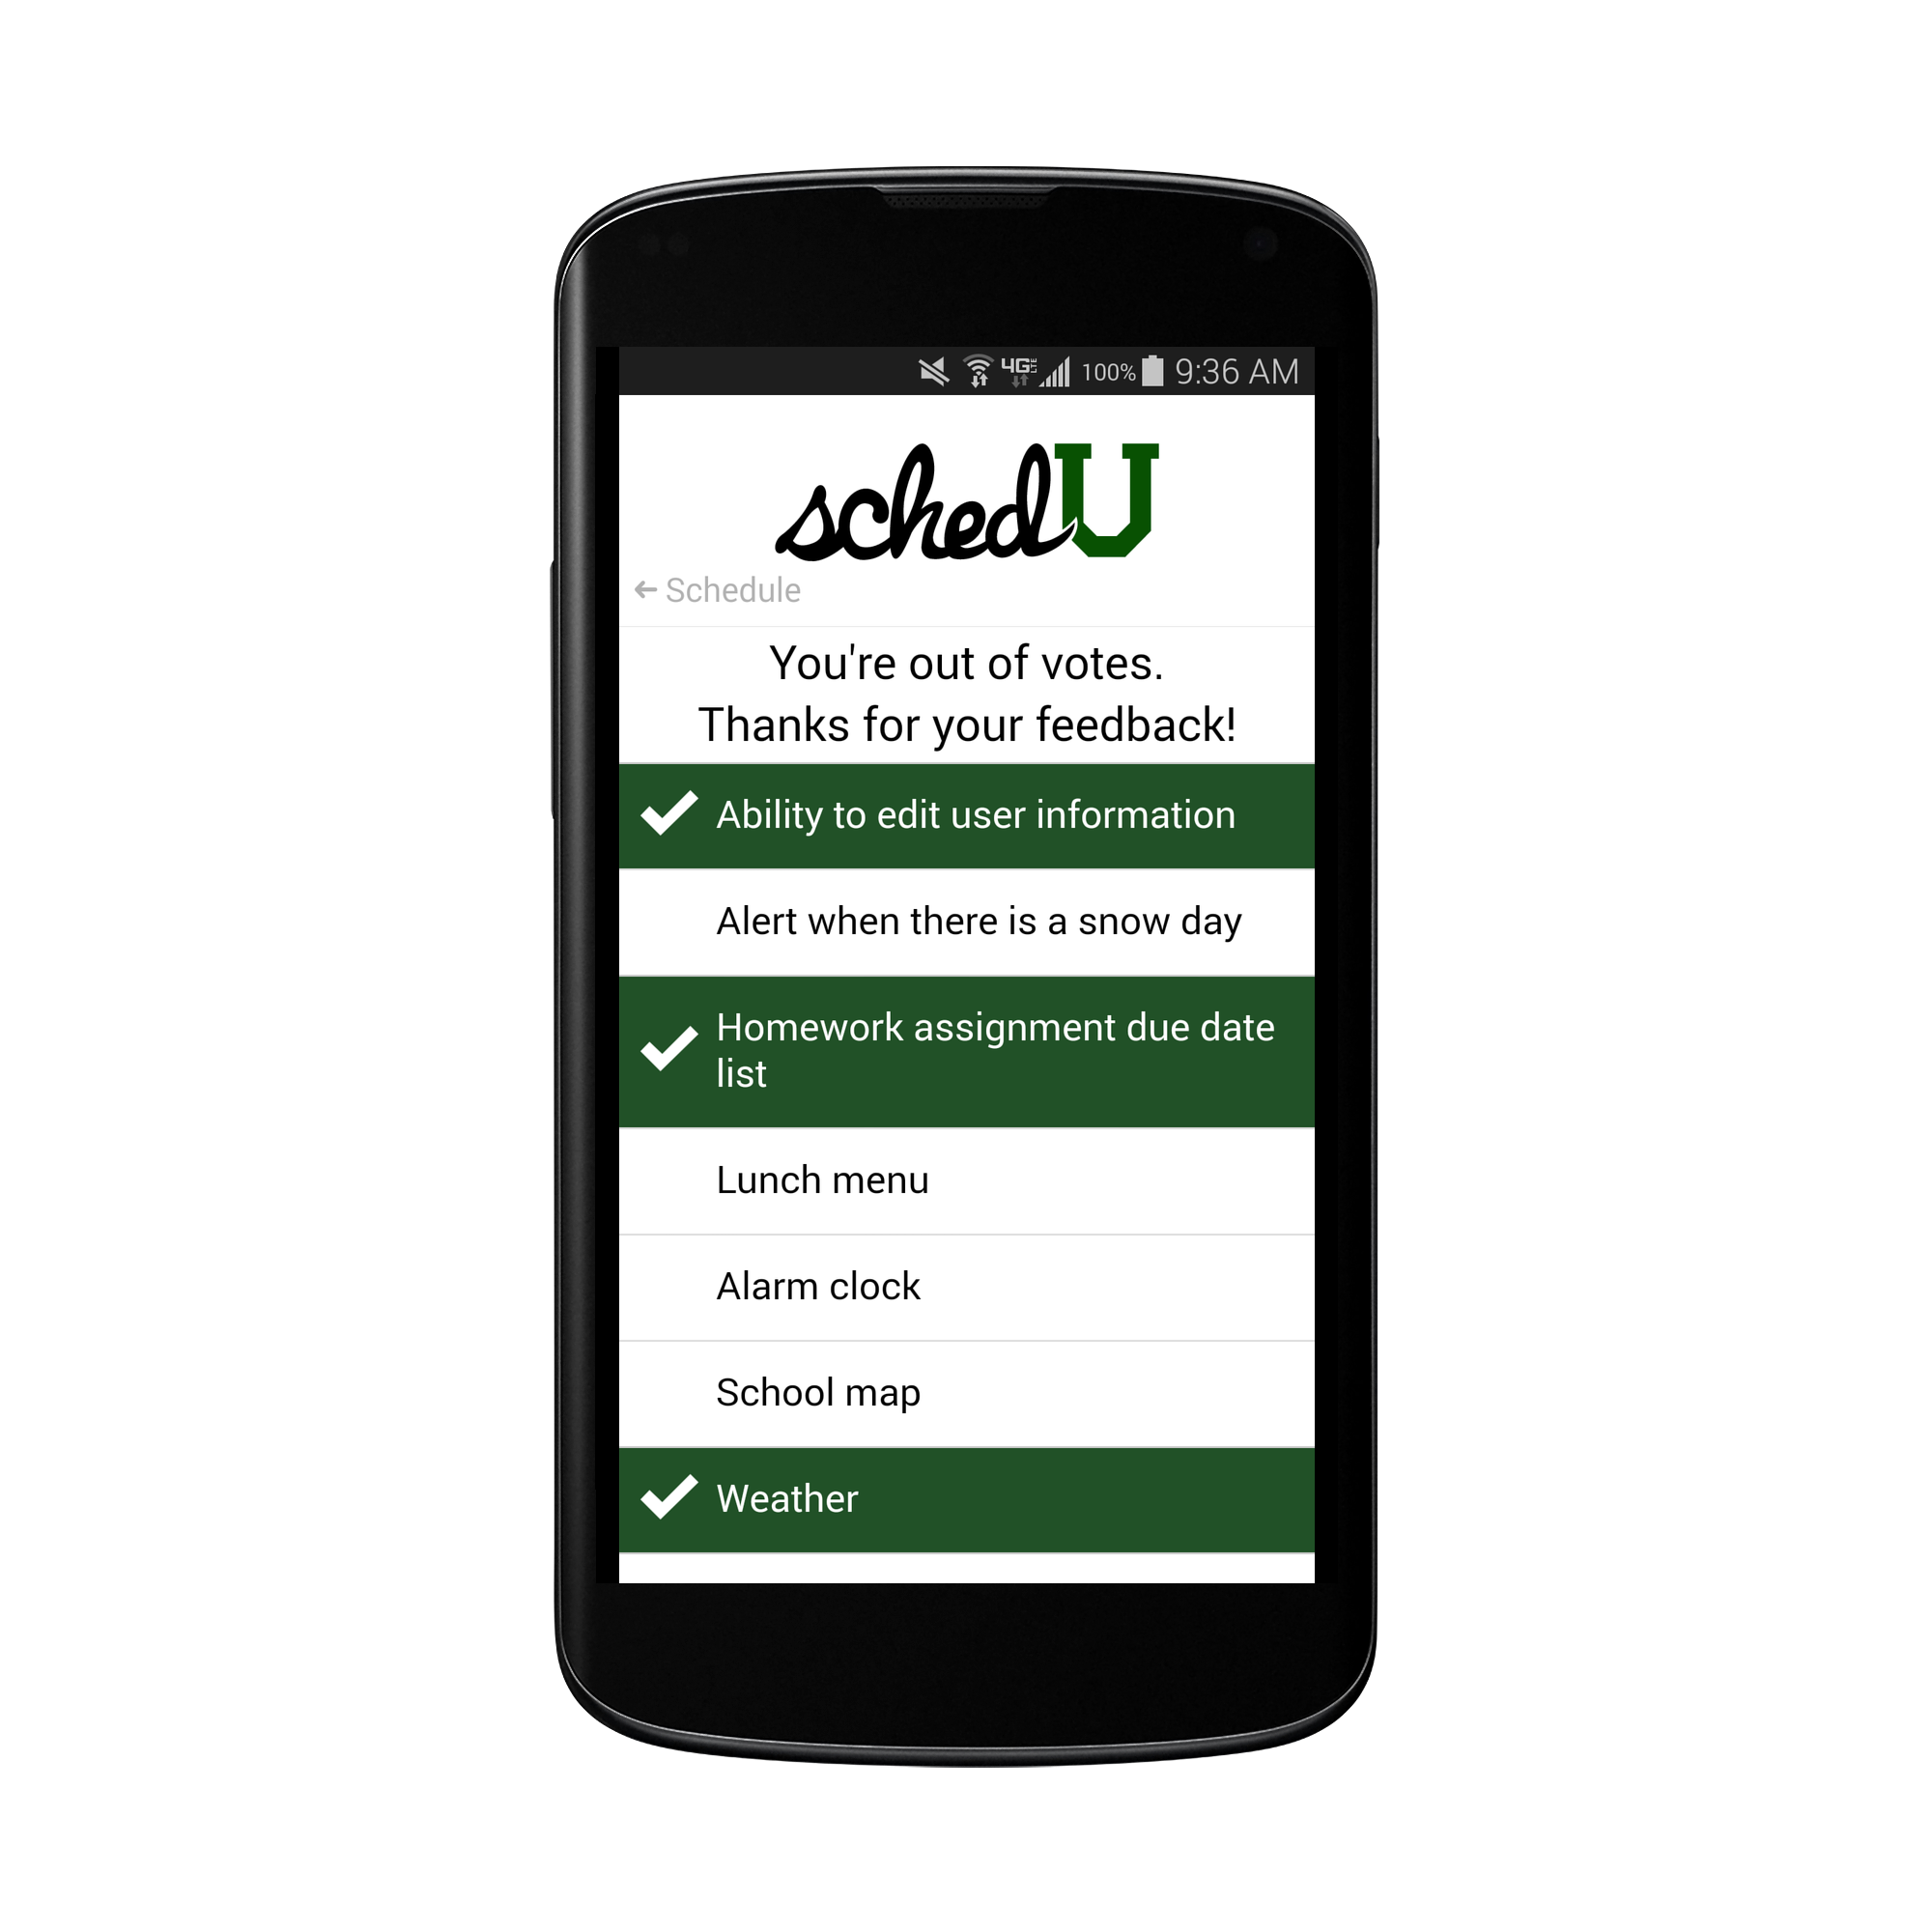 4G LTE 100% 9:36 AM
schedU
Schedule
You're out of votes.
Thanks for your feedback!
Ability to edit user information
Alert when there is a snow day
Homework assignment due date
list
Lunch menu
Alarm clock
School map
Weather